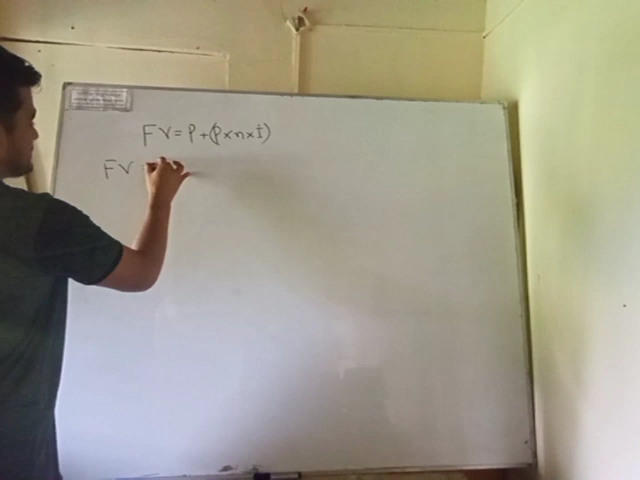 FV = P + (P × n × i)
FV